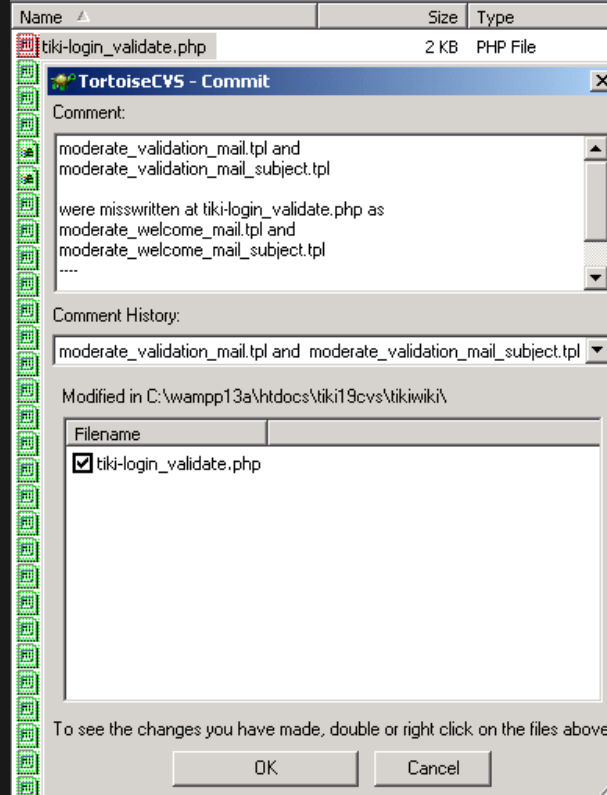 Name Size Type
tiki-login_validate.php 2 KB PHP File
TortoiseCVS - Commit
Comment:
moderate_validation_mail.tpl and
moderate_validation_mail_subject.tpl
were misswritten at tiki-login_validate.php as
moderate_welcome_mail.tpl and
moderate_welcome_mail_subject.tpl
----
Comment History:
moderate_validation_mail.tpl and moderate_validation_mail_subject.tpl
Modified in C:\wampp13a\htdocs\tiki19cvs\tikiwiki\
Filename
tiki-login_validate.php
To see the changes you have made, double or right click on the files above
OK Cancel